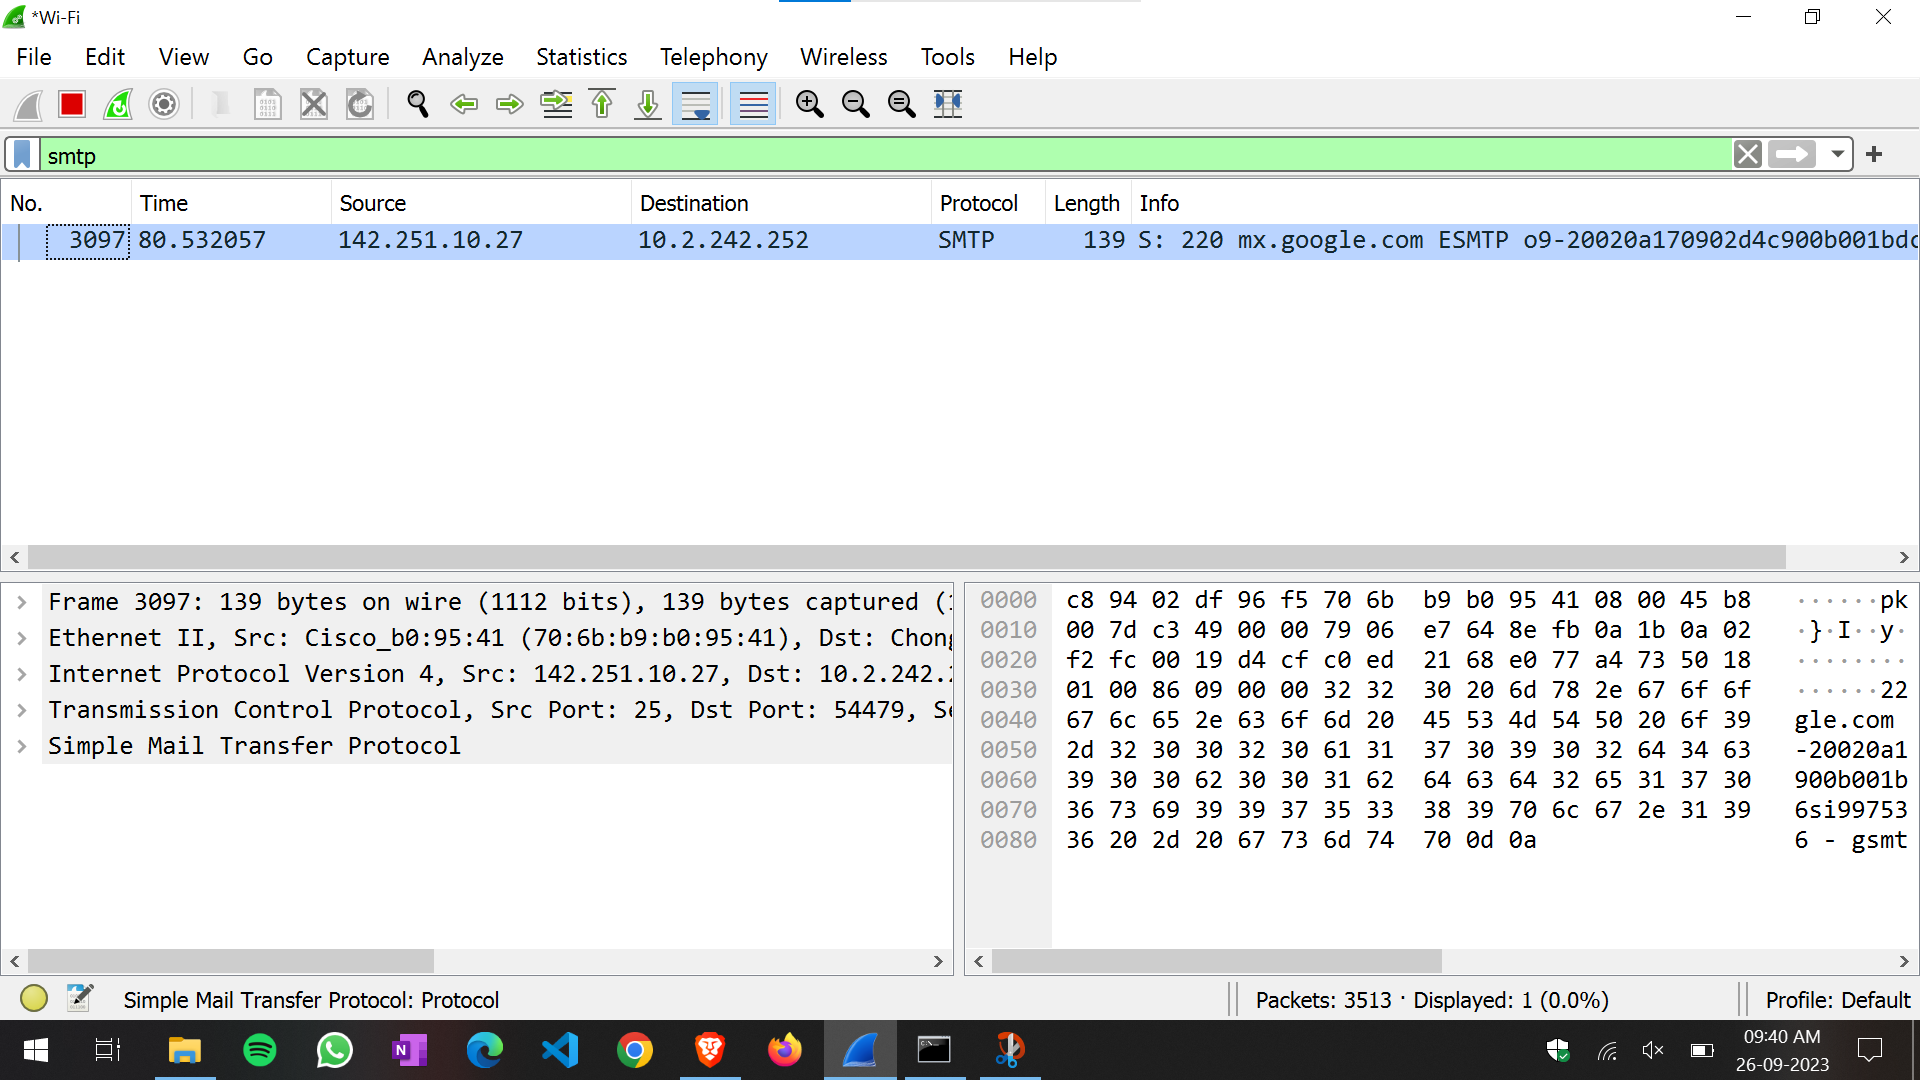 *Wi-Fi
File Edit View Go Capture Analyze Statistics Telephony Wireless Tools Help
smtp
No. Time Source Destination Protocol Length Info
3097 80.532057 142.251.10.27 10.2.242.252 SMTP 139 S: 220 mx.google.com ESMTP o9-20020a170902d4c900b001bdc
Frame 3097: 139 bytes on wire (1112 bits), 139 bytes captured (1
Ethernet II, Src: Cisco_b0:95:41 (70:6b:b9:b0:95:41), Dst: Chong
Internet Protocol Version 4, Src: 142.251.10.27, Dst: 10.2.242.2
Transmission Control Protocol, Src Port: 25, Dst Port: 54479, Se
Simple Mail Transfer Protocol
0000 c8 94 02 df 96 f5 70 6b b9 b0 95 41 08 00 45 b8 ······pk
0010 00 7d c3 49 00 00 79 06 e7 64 8e fb 0a 1b 0a 02 ·}·I··y·
0020 f2 fc 00 19 d4 cf c0 ed 21 68 e0 77 a4 73 50 18 ········
0030 01 00 86 09 00 00 32 32 30 20 6d 78 2e 67 6f 6f ······22
0040 67 6c 65 2e 63 6f 6d 20 45 53 4d 54 50 20 6f 39 gle.com
0050 2d 32 30 30 32 30 61 31 37 30 39 30 32 64 34 63 -20020a1
0060 39 30 30 62 30 30 31 62 64 63 64 32 65 31 37 30 900b001b
0070 36 73 69 39 39 37 35 33 38 39 70 6c 67 2e 31 39 6si99753
0080 36 20 2d 20 67 73 6d 74 70 0d 0a 6 - gsmt
Simple Mail Transfer Protocol: Protocol
Packets: 3513 · Displayed: 1 (0.0%)
Profile: Default
09:40 AM
26-09-2023